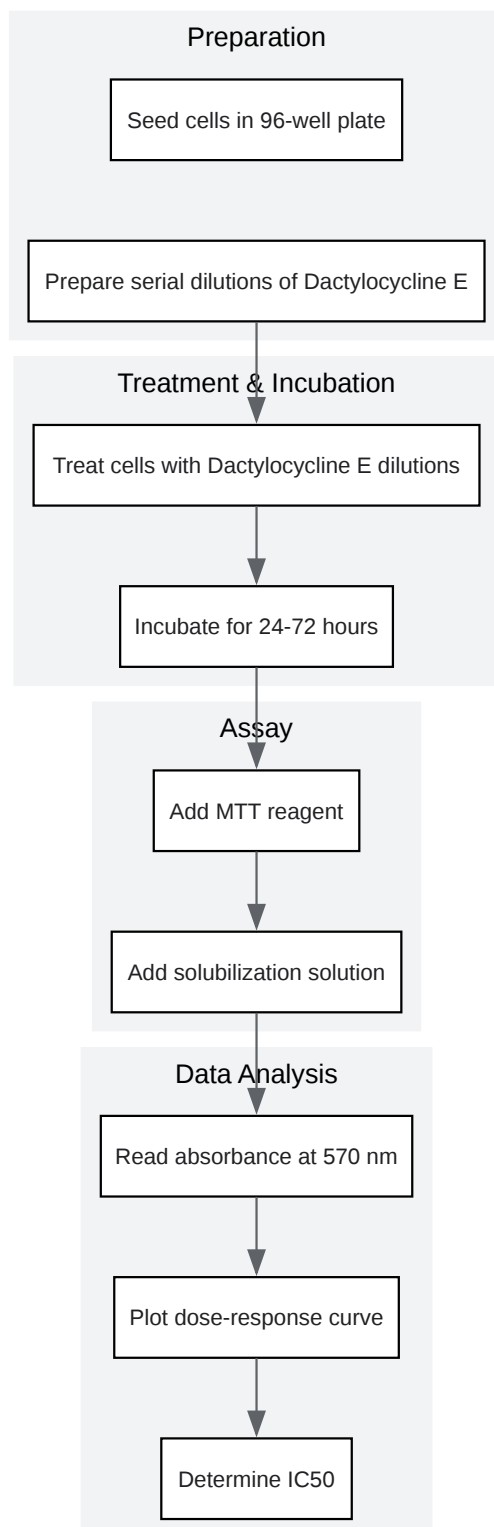 Preparation
Seed cells in 96-well plate
Prepare serial dilutions of Dactylocycline E
Treatment & Incubation
Treat cells with Dactylocycline E dilutions
Incubate for 24-72 hours
Assay
Add MTT reagent
Add solubilization solution
Data Analysis
Read absorbance at 570 nm
Plot dose-response curve
Determine IC50